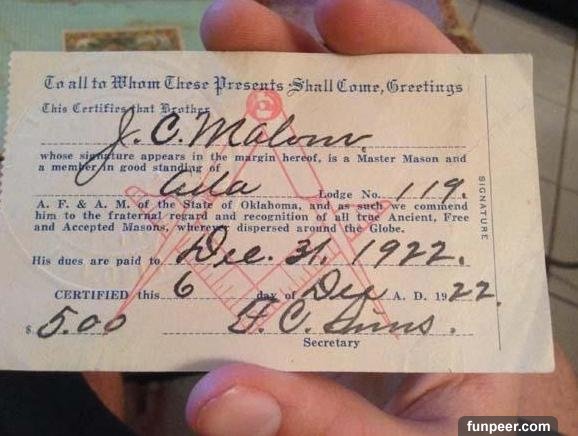 To all to Whom These Presents Shall Come, Greetings
This Certifies that Brother
J. C. Malone
whose signature appears in the margin hereof, is a Master Mason and
a member in good standing of
Ada Lodge No. 119.
A. F. & A. M. of the State of Oklahoma, and as such we commend
him to the fraternal regard and recognition of all true Ancient, Free
and Accepted Masons, wherever dispersed around the Globe.
His dues are paid to Dec. 31, 1922.
CERTIFIED this 6 day of Dec A. D. 1922.
$ 5.00 F. C. Sims.
Secretary
SIGNATURE
funpeer.com